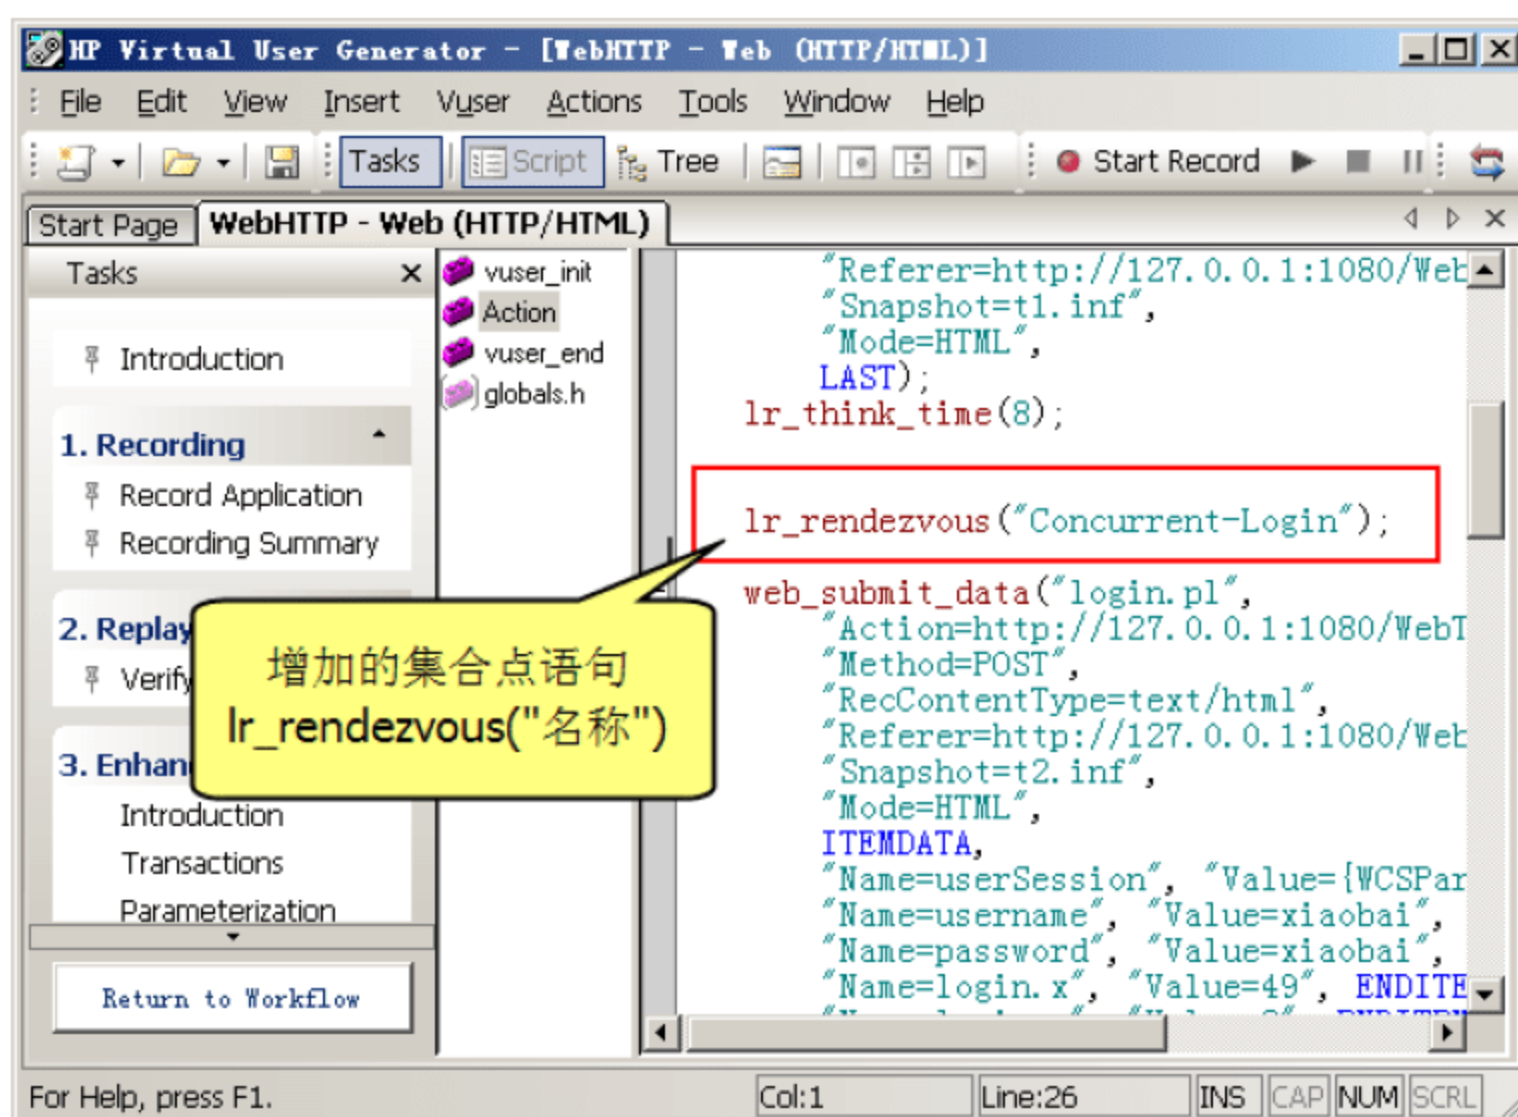 HP Virtual User Generator - [WebHTTP - Web (HTTP/HTML)]
File Edit View Insert Vuser Actions Tools Window Help
Tasks Script Tree Start Record
Start Page WebHTTP - Web (HTTP/HTML)
Tasks
Introduction
1. Recording
Record Application
Recording Summary
2. Replay
Verify
3. Enhan
Introduction
Transactions
Parameterization
Return to Workflow
vuser_init
Action
vuser_end
globals.h
"Referer=http://127.0.0.1:1080/Web
"Snapshot=t1.inf",
"Mode=HTML",
LAST);
lr_think_time(8);
lr_rendezvous("Concurrent-Login");
web_submit_data("login.pl",
"Action=http://127.0.0.1:1080/WebT
"Method=POST",
"RecContentType=text/html",
"Referer=http://127.0.0.1:1080/Web
"Snapshot=t2.inf",
"Mode=HTML",
ITEMDATA,
"Name=userSession", "Value={WCSPar
"Name=username", "Value=xiaobai",
"Name=password", "Value=xiaobai",
"Name=login.x", "Value=49", ENDITE
增加的集合点语句
lr_rendezvous("名称")
For Help, press F1.
Col:1 Line:26 INS CAP NUM SCRL